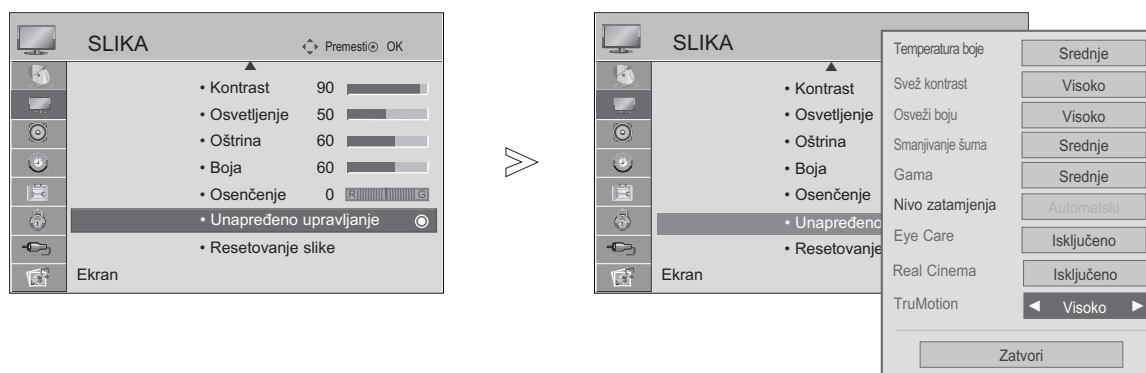 SLIKA
Premesti OK
• Kontrast 90
• Osvetljenje 50
• Oštrina 60
• Boja 60
• Osenčenje 0 R G
• Unapređeno upravljanje
• Resetovanje slike
Ekran
SLIKA
• Kontrast
• Osvetljenje
• Oštrina
• Boja
• Osenčenje
• Unapređeno
• Resetovanje
Ekran
Temperatura boje Srednje
Svež kontrast Visoko
Osveži boju Visoko
Smanjivanje šuma Srednje
Gama Srednje
Nivo zatamjenja Automatski
Eye Care Isključeno
Real Cinema Isključeno
TruMotion ◄ Visoko ►
Zatvori